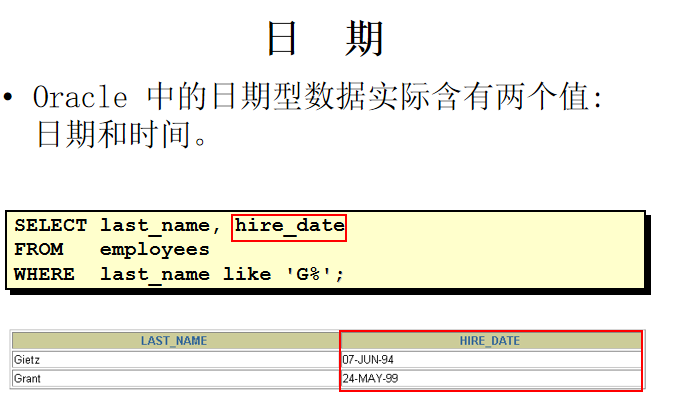 日 期
• Oracle 中的日期型数据实际含有两个值:
日期和时间。
SELECT last_name, hire_date
FROM employees
WHERE last_name like 'G%';
LAST_NAME HIRE_DATE
Gietz 07-JUN-94
Grant 24-MAY-99